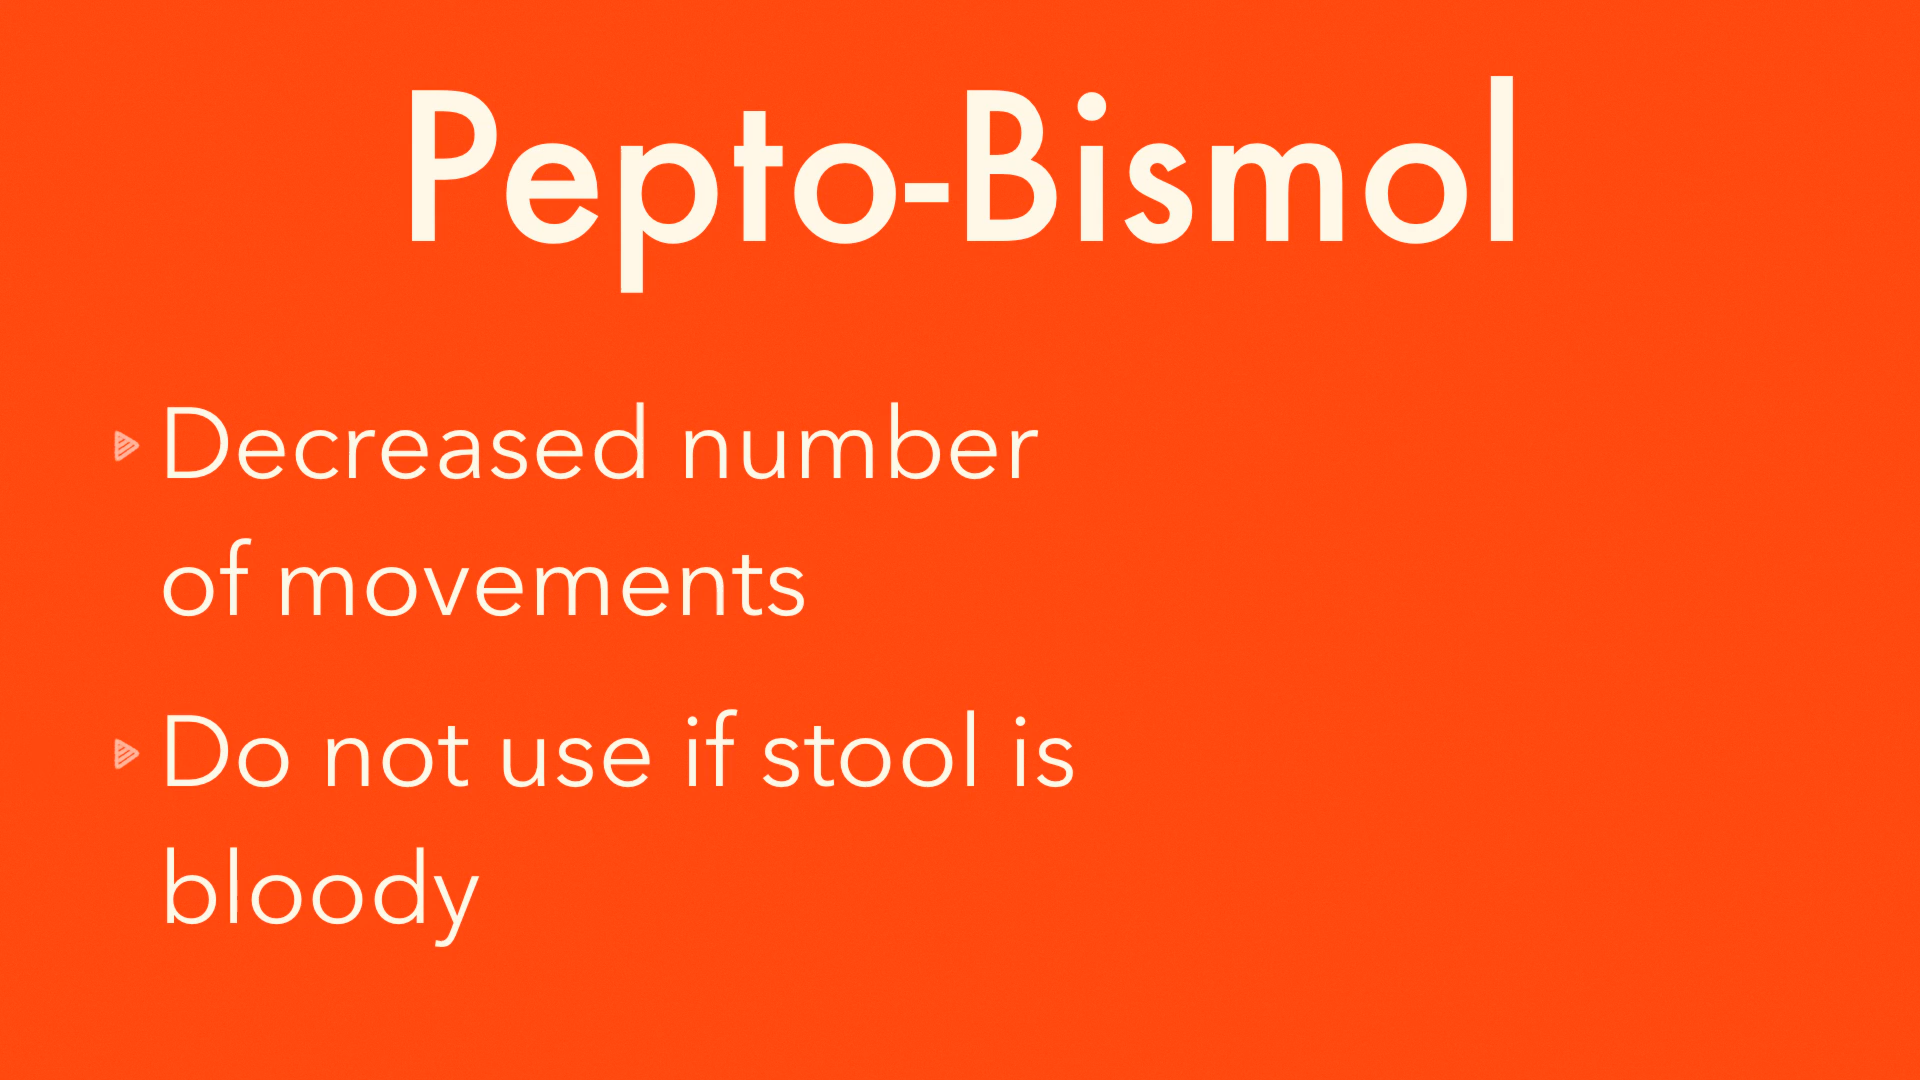 Pepto-Bismol
Decreased number
of movements
Do not use if stool is
bloody